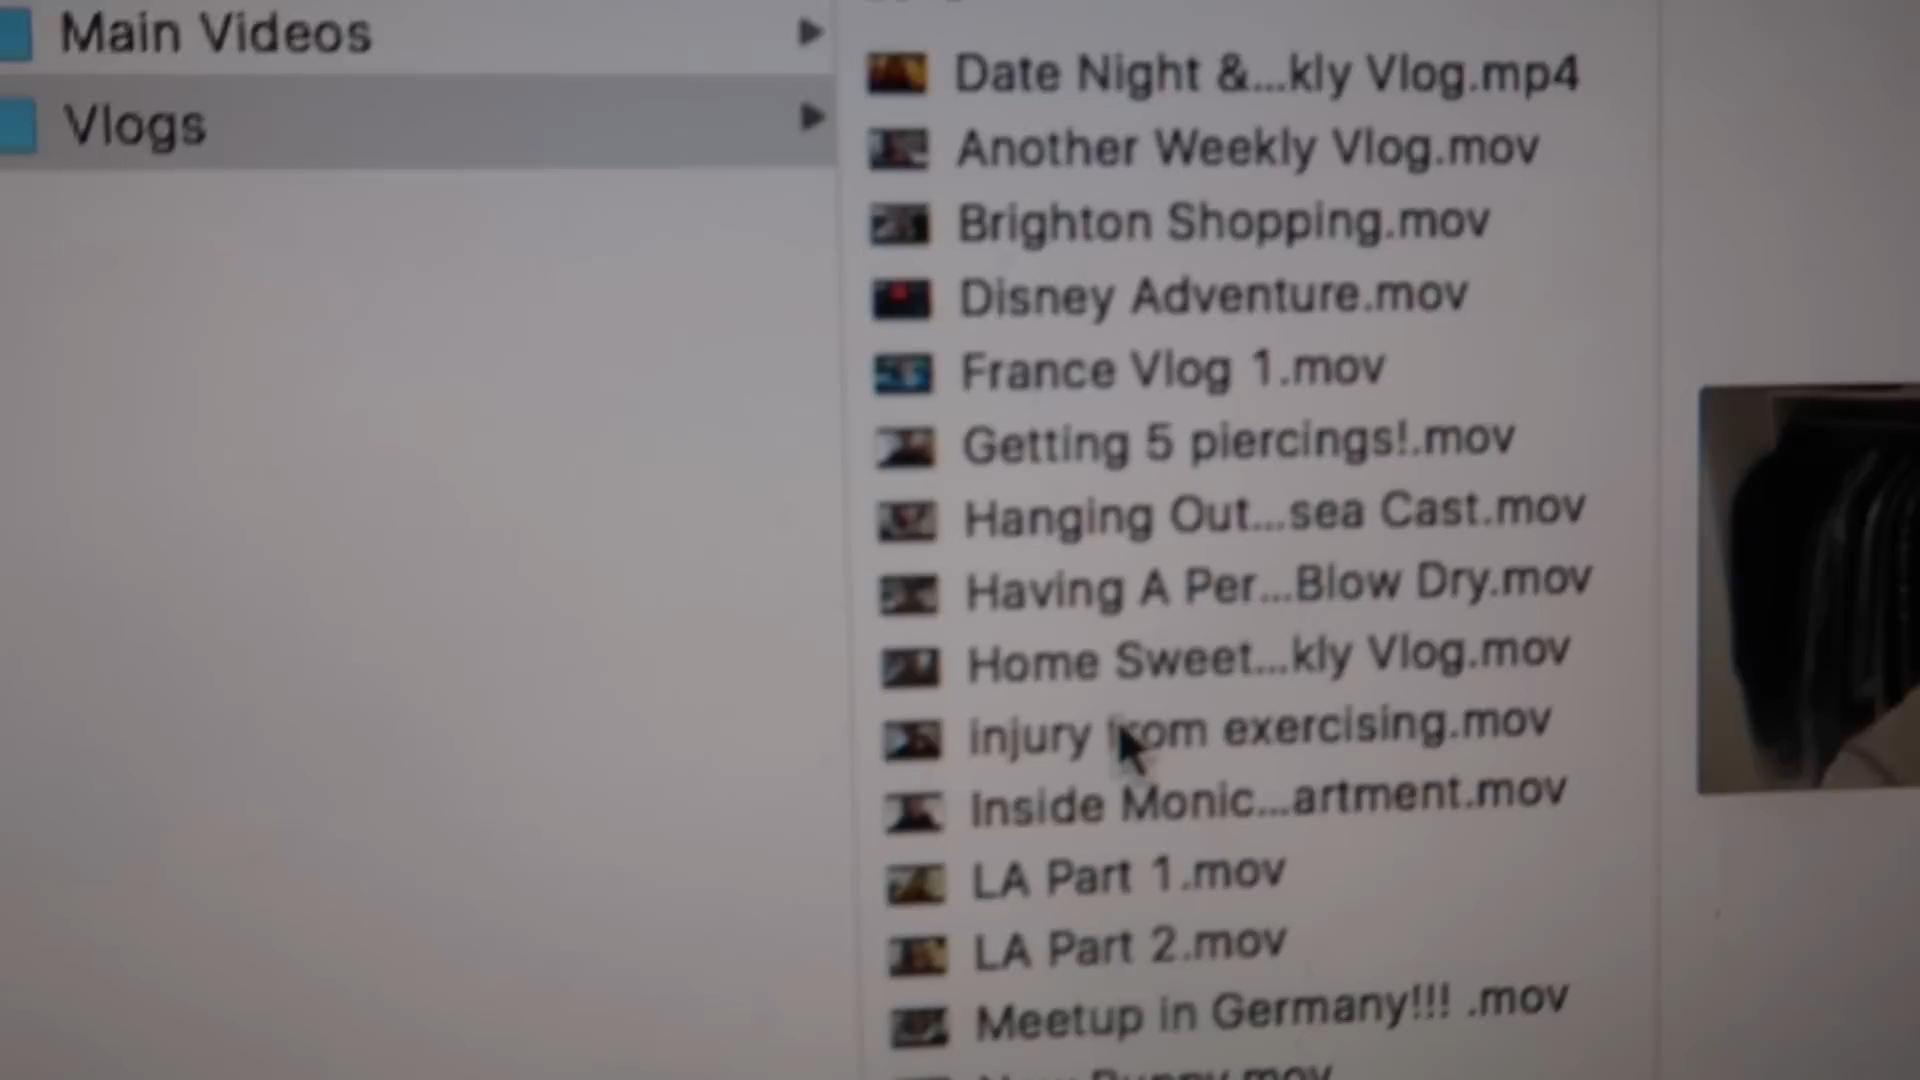 Main Videos
Vlogs
Date Night &...kly Vlog.mp4
Another Weekly Vlog.mov
Brighton Shopping.mov
Disney Adventure.mov
France Vlog 1.mov
Getting 5 piercings!.mov
Hanging Out...sea Cast.mov
Having A Per...Blow Dry.mov
Home Sweet...kly Vlog.mov
injury from exercising.mov
Inside Monic...artment.mov
LA Part 1.mov
LA Part 2.mov
Meetup in Germany!!! .mov